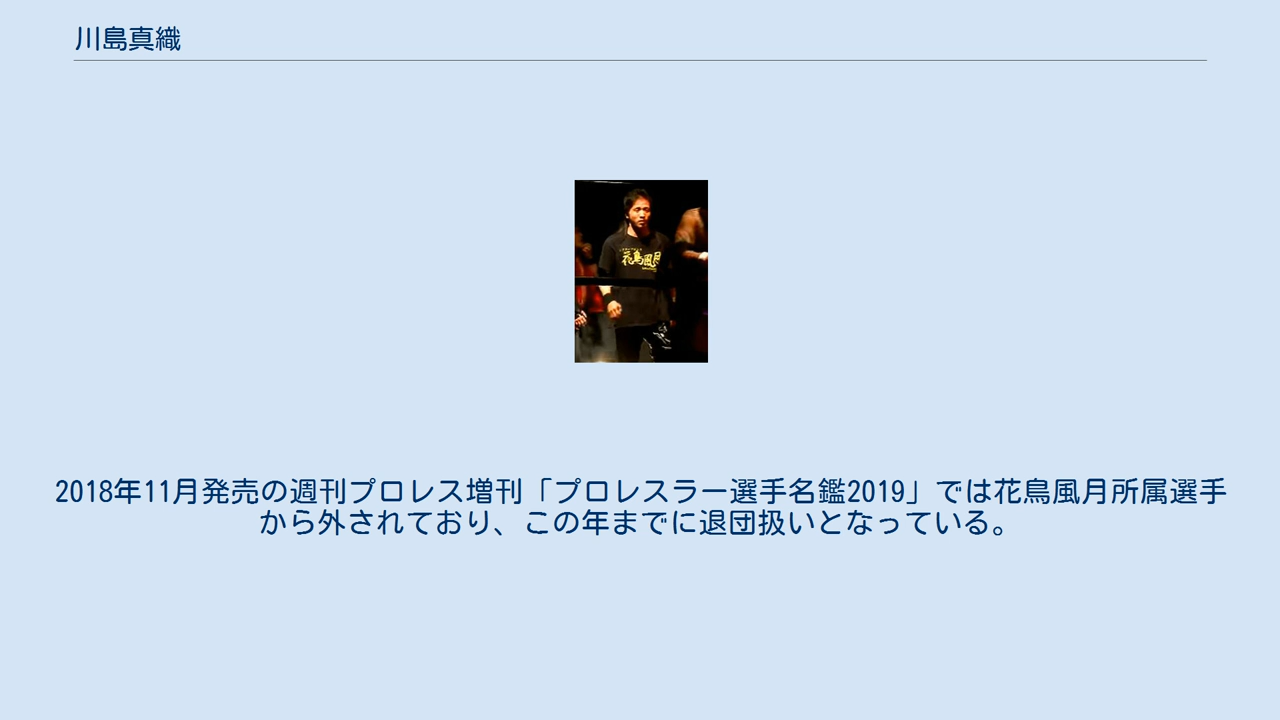 川島真織
花鳥風月
2018年11月発売の週刊プロレス増刊「プロレスラー選手名鑑2019」では花鳥風月所属選手
から外されており、この年までに退団扱いとなっている。